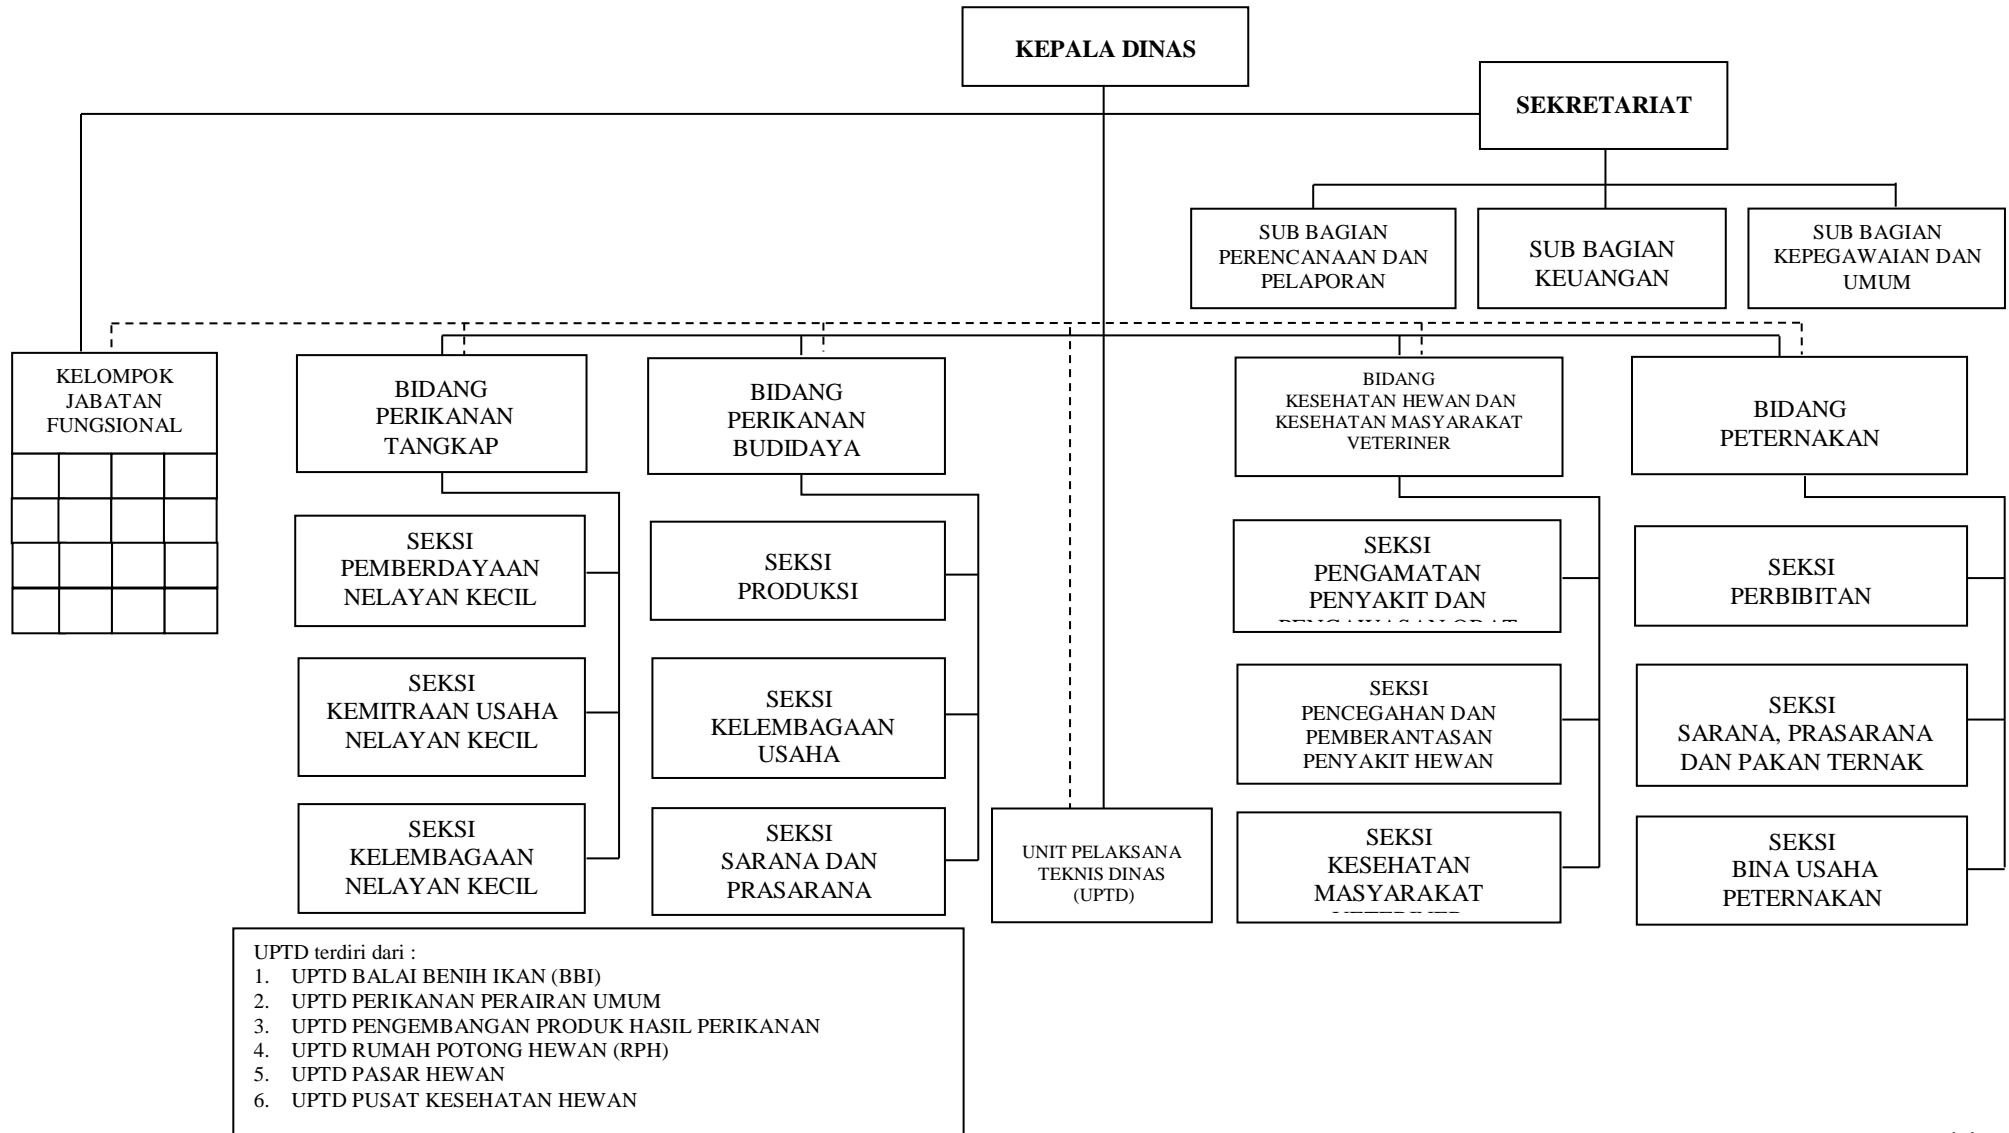 KEPALA DINAS
SEKRETARIAT
SUB BAGIAN
PERENCANAAN DAN
PELAPORAN
SUB BAGIAN
KEUANGAN
SUB BAGIAN
KEPEGAWAIAN DAN
UMUM
KELOMPOK
JABATAN
FUNGSIONAL
BIDANG
PERIKANAN
TANGKAP
BIDANG
PERIKANAN
BUDIDAYA
BIDANG
KESEHATAN HEWAN DAN
KESEHATAN MASYARAKAT
VETERINER
BIDANG
PETERNAKAN
SEKSI
PEMBERDAYAAN
NELAYAN KECIL
SEKSI
PRODUKSI
SEKSI
PENGAMATAN
PENYAKIT DAN
PENGAWASAN OBAT
SEKSI
PERBIBITAN
SEKSI
KEMITRAAN USAHA
NELAYAN KECIL
SEKSI
KELEMBAGAAN
USAHA
SEKSI
PENCEGAHAN DAN
PEMBERANTASAN
PENYAKIT HEWAN
SEKSI
SARANA, PRASARANA
DAN PAKAN TERNAK
SEKSI
KELEMBAGAAN
NELAYAN KECIL
SEKSI
SARANA DAN
PRASARANA
UNIT PELAKSANA
TEKNIS DINAS
(UPTD)
SEKSI
KESEHATAN
MASYARAKAT
VETERINER
SEKSI
BINA USAHA
PETERNAKAN
UPTD terdiri dari :
1. UPTD BALAI BENIH IKAN (BBI)
2. UPTD PERIKANAN PERAIRAN UMUM
3. UPTD PENGEMBANGAN PRODUK HASIL PERIKANAN
4. UPTD RUMAH POTONG HEWAN (RPH)
5. UPTD PASAR HEWAN
6. UPTD PUSAT KESEHATAN HEWAN